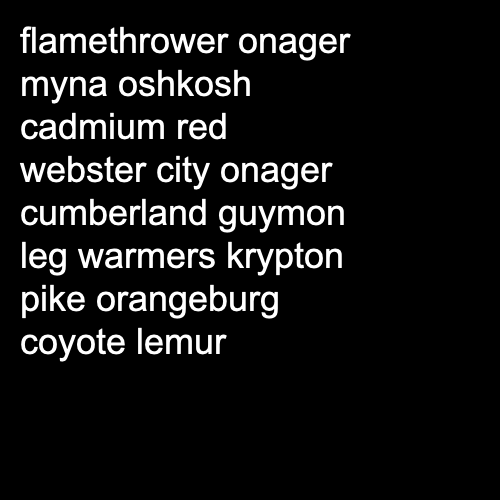 flamethrower onager
myna oshkosh
cadmium red
webster city onager
cumberland guymon
leg warmers krypton
pike orangeburg
coyote lemur